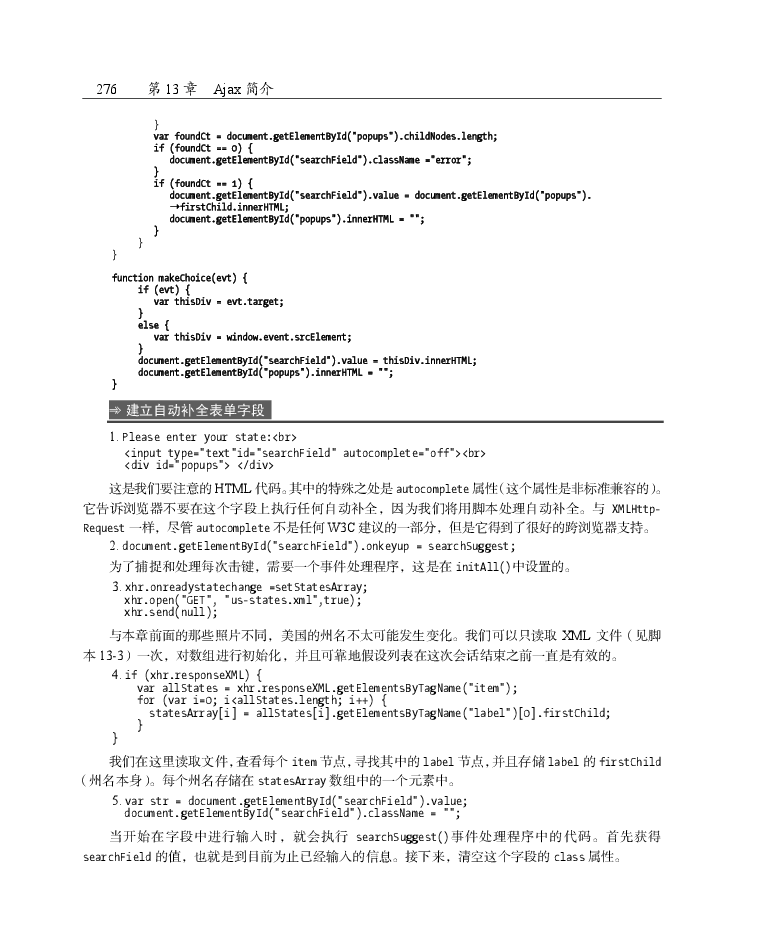 276 第 13 章 Ajax 简介
}
var foundCt = document.getElementById("popups").childNodes.length;
if (foundCt == 0) {
document.getElementById("searchField").className ="error";
}
if (foundCt == 1) {
document.getElementById("searchField").value = document.getElementById("popups").
→firstChild.innerHTML;
document.getElementById("popups").innerHTML = "";
}
}
}
function makeChoice(evt) {
if (evt) {
var thisDiv = evt.target;
}
else {
var thisDiv = window.event.srcElement;
}
document.getElementById("searchField").value = thisDiv.innerHTML;
document.getElementById("popups").innerHTML = "";
}
➾ 建立自动补全表单字段
1. Please enter your state:<br>
<input type="text"id="searchField" autocomplete="off"><br>
<div id="popups"> </div>
这是我们要注意的 HTML 代码。其中的特殊之处是 autocomplete 属性（这个属性是非标准兼容的）。
它告诉浏览器不要在这个字段上执行任何自动补全，因为我们将用脚本处理自动补全。与 XMLHttp-
Request 一样，尽管 autocomplete 不是任何 W3C 建议的一部分，但是它得到了很好的跨浏览器支持。
2. document.getElementById("searchField").onkeyup = searchSuggest;
为了捕捉和处理每次击键，需要一个事件处理程序，这是在 initAll()中设置的。
3. xhr.onreadystatechange =setStatesArray;
xhr.open("GET", "us-states.xml",true);
xhr.send(null);
与本章前面的那些照片不同，美国的州名不太可能发生变化。我们可以只读取 XML 文件（见脚
本 13-3）一次，对数组进行初始化，并且可靠地假设列表在这次会话结束之前一直是有效的。
4. if (xhr.responseXML) {
var allStates = xhr.responseXML.getElementsByTagName("item");
for (var i=0; i<allStates.length; i++) {
statesArray[i] = allStates[i].getElementsByTagName("label")[0].firstChild;
}
}
我们在这里读取文件，查看每个 item 节点，寻找其中的 label 节点，并且存储 label 的 firstChild
（州名本身）。每个州名存储在 statesArray 数组中的一个元素中。
5. var str = document.getElementById("searchField").value;
document.getElementById("searchField").className = "";
当开始在字段中进行输入时，就会执行 searchSuggest()事件处理程序中的代码。首先获得
searchField 的值，也就是到目前为止已经输入的信息。接下来，清空这个字段的 class 属性。